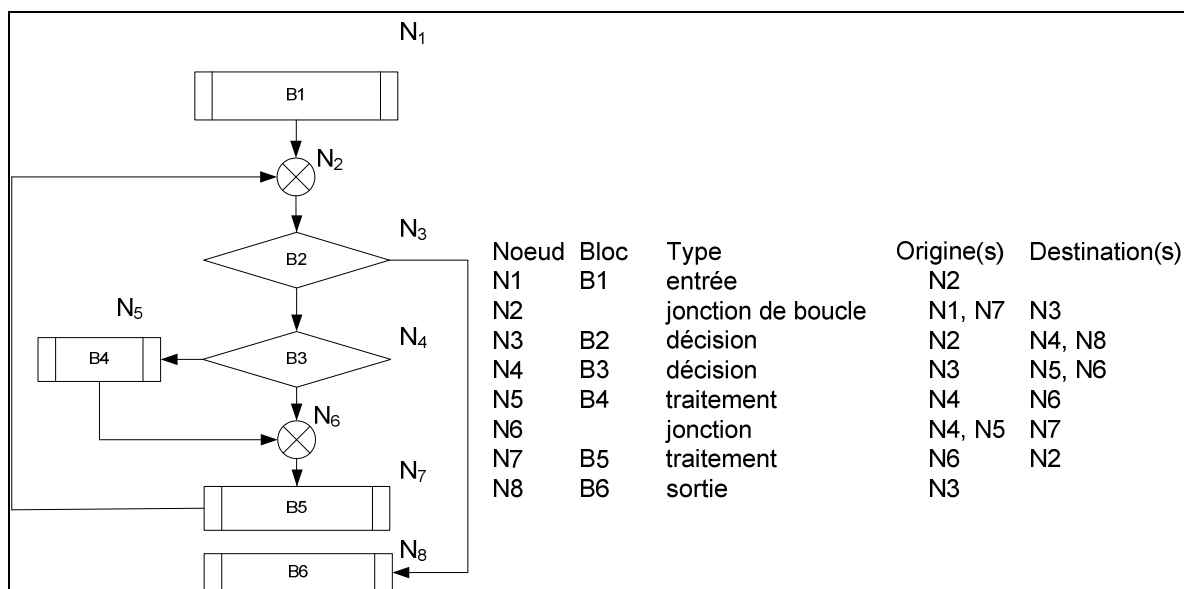 N1
B1
N2
N3
B2
N5
N4
B4
B3
N6
N7
B5
N8
B6
Noeud Bloc Type Origine(s) Destination(s)
N1 B1 entrée N2
N2 jonction de boucle N1, N7 N3
N3 B2 décision N2 N4, N8
N4 B3 décision N3 N5, N6
N5 B4 traitement N4 N6
N6 jonction N4, N5 N7
N7 B5 traitement N6 N2
N8 B6 sortie N3